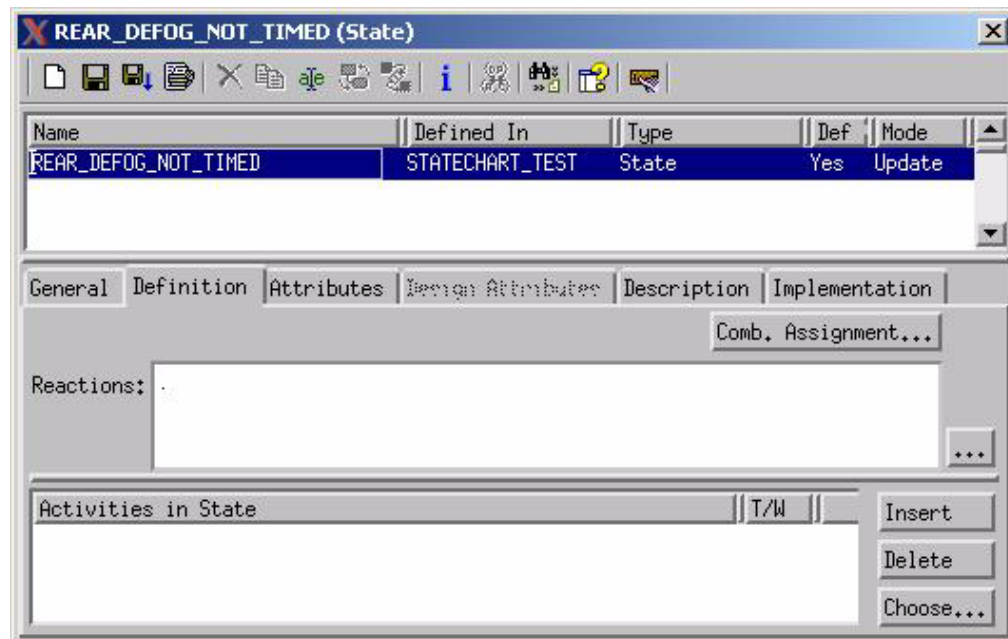 REAR_DEFOG_NOT_TIMED (State)
Name Defined In Type Def Mode
REAR_DEFOG_NOT_TIMED STATECHART_TEST State Yes Update
General Definition Attributes Design Attributes Description Implementation
Comb. Assignment...
Reactions:
...
Activities in State T/W
Insert
Delete
Choose...